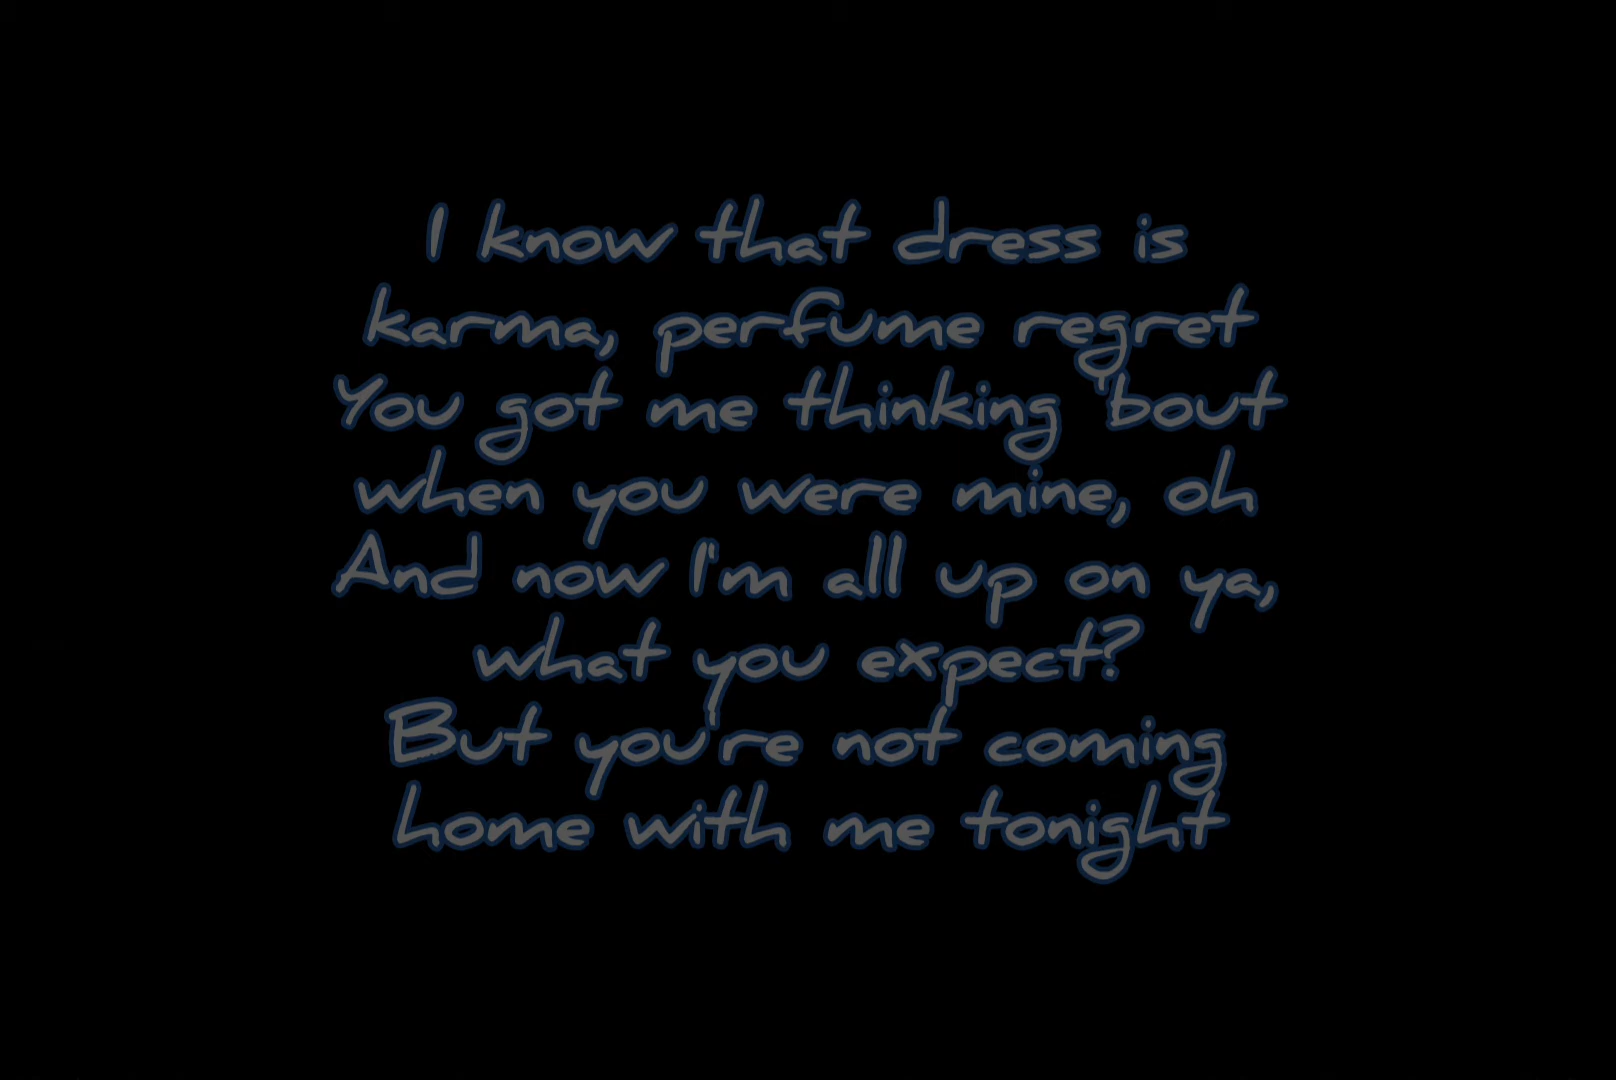 I know that dress is
karma, perfume regret
You got me thinking 'bout
when you were mine, oh
And now I'm all up on ya,
what you expect?
But you're not coming
home with me tonight